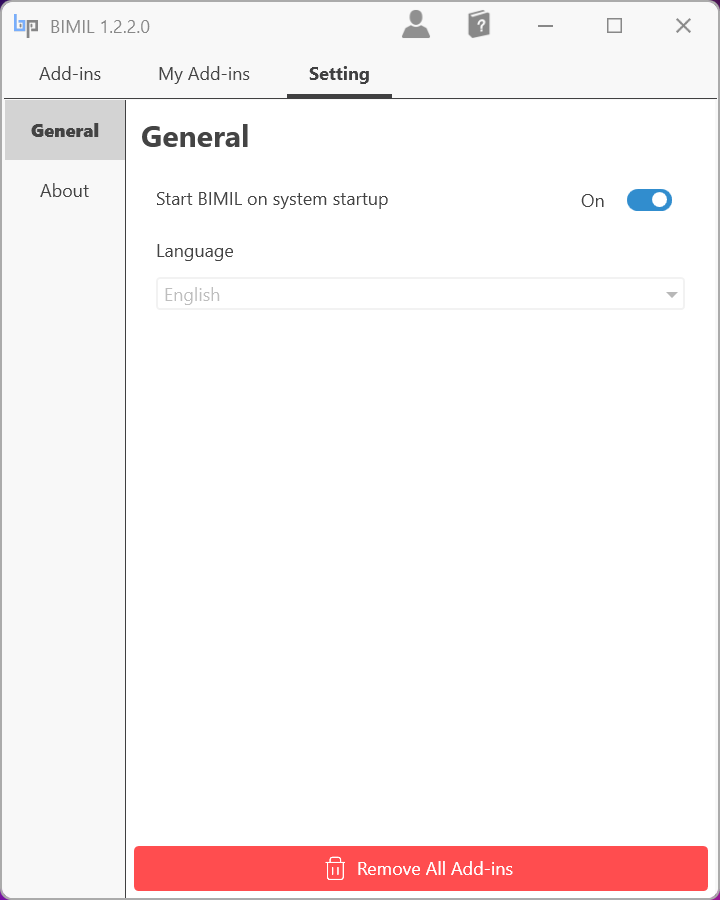 bp BIMIL 1.2.2.0
?
Add-ins My Add-ins Setting
General
About
General
Start BIMIL on system startup On
Language
English
Remove All Add-ins